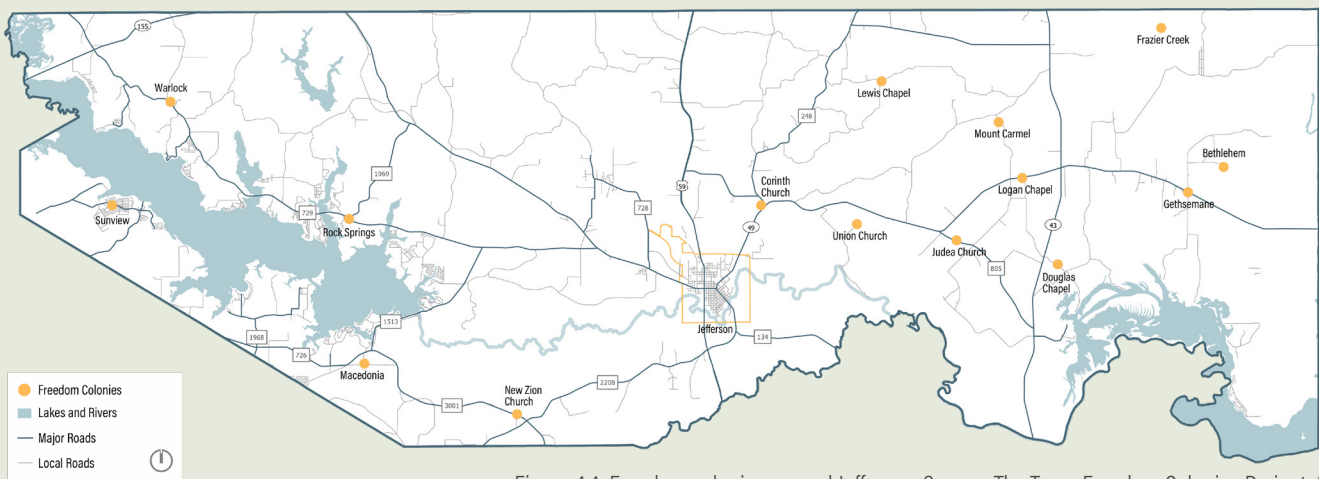 155
Frazier Creek
Warlock
Lewis Chapel
248
Mount Carmel
1969
Bethlehem
59
Corinth
Church
Logan Chapel
Gethsemane
728
729
Sunview
Rock Springs
49
Union Church
43
Judea Church
805
Douglas
Chapel
1513
Jefferson
134
1968
726
Macedonia
2208
New Zion
Church
3001
Freedom Colonies
Lakes and Rivers
Major Roads
Local Roads